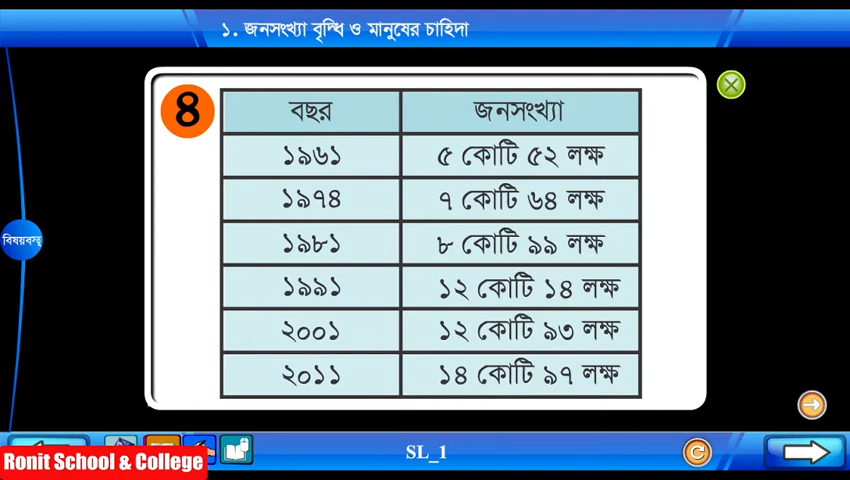 ১. জনসংখ্যা বৃদ্ধি ও মানুষের চাহিদা
৪
বছর জনসংখ্যা
১৯৬১ ৫ কোটি ৫২ লক্ষ
১৯৭৪ ৭ কোটি ৬৪ লক্ষ
১৯৮১ ৮ কোটি ৯৯ লক্ষ
১৯৯১ ১২ কোটি ১৪ লক্ষ
২০০১ ১২ কোটি ৯৩ লক্ষ
২০১১ ১৪ কোটি ৯৭ লক্ষ
বিষয়বস্তু
SL_1
Ronit School & College